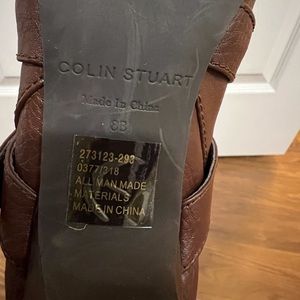 COLIN STUART
Made In China
8B
273123-293
0377/318
ALL MAN MADE
MATERIALS
MADE IN CHINA